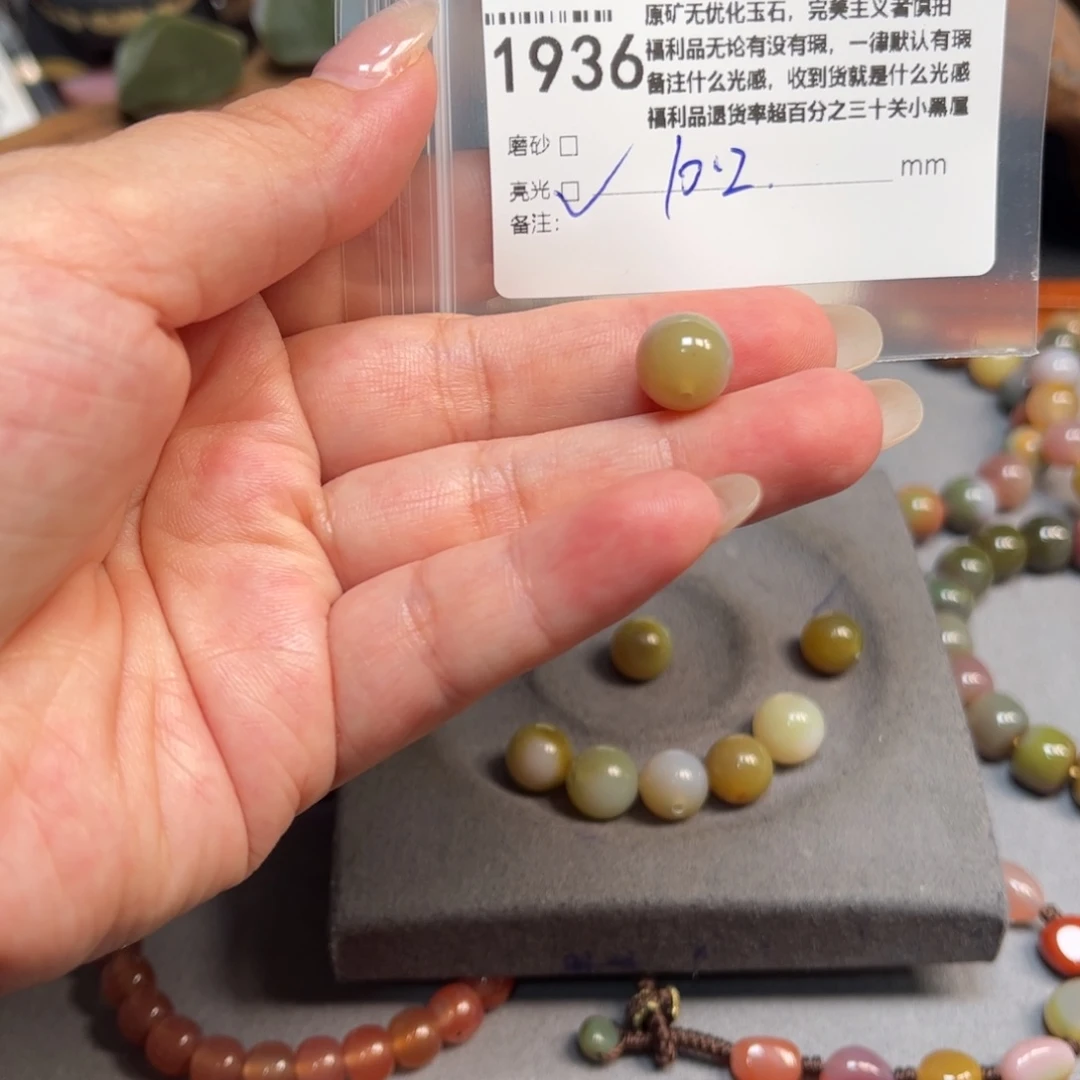 原矿无优化玉石，完美主义者慎拍
1936
福利品无论有没有瑕，一律默认有瑕
备注什么光感，收到货就是什么光感
福利品退货率超百分之三十关小黑屋
磨砂 □
亮光 □ ✓ 10.2. mm
备注: